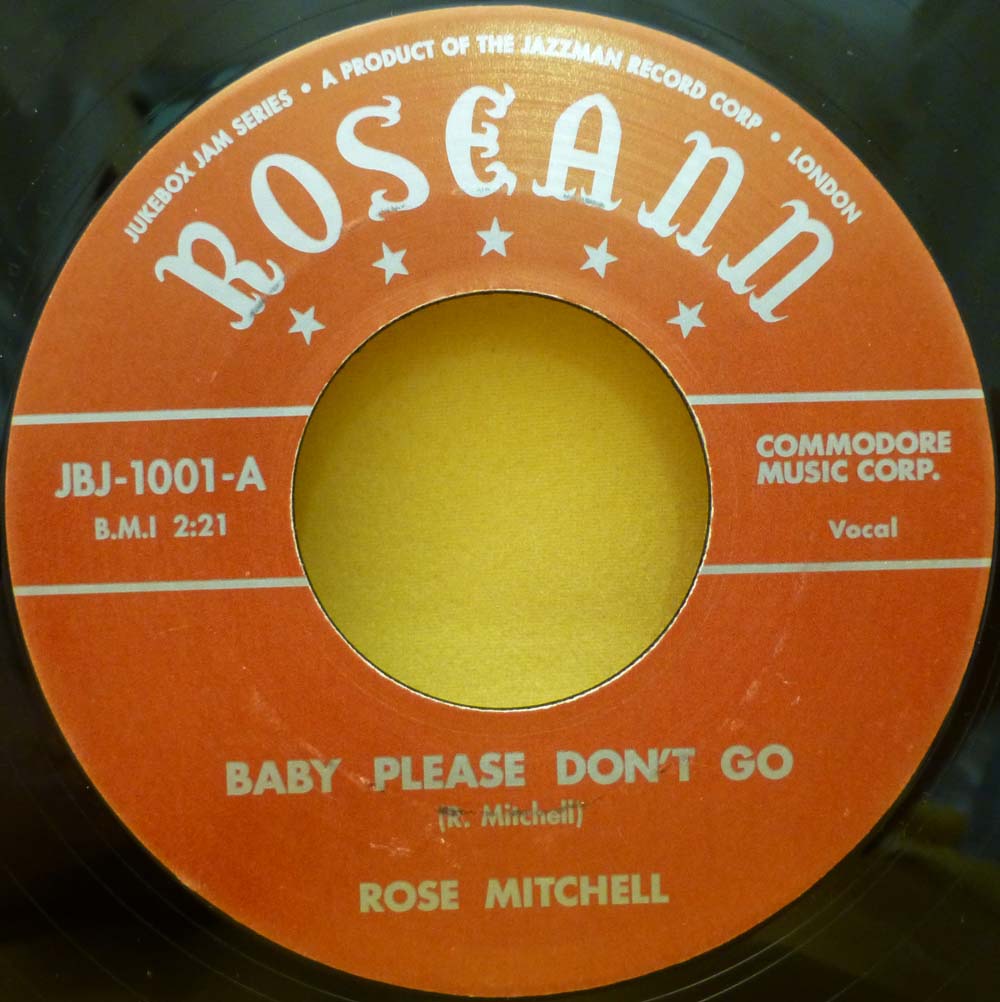 JUKEBOX JAM SERIES • A PRODUCT OF THE JAZZMAN RECORD CORP • LONDON
ROSEANN
JBJ-1001-A
B.M.I 2:21
COMMODORE
MUSIC CORP.
Vocal
BABY PLEASE DON'T GO
(R. Mitchell)
ROSE MITCHELL